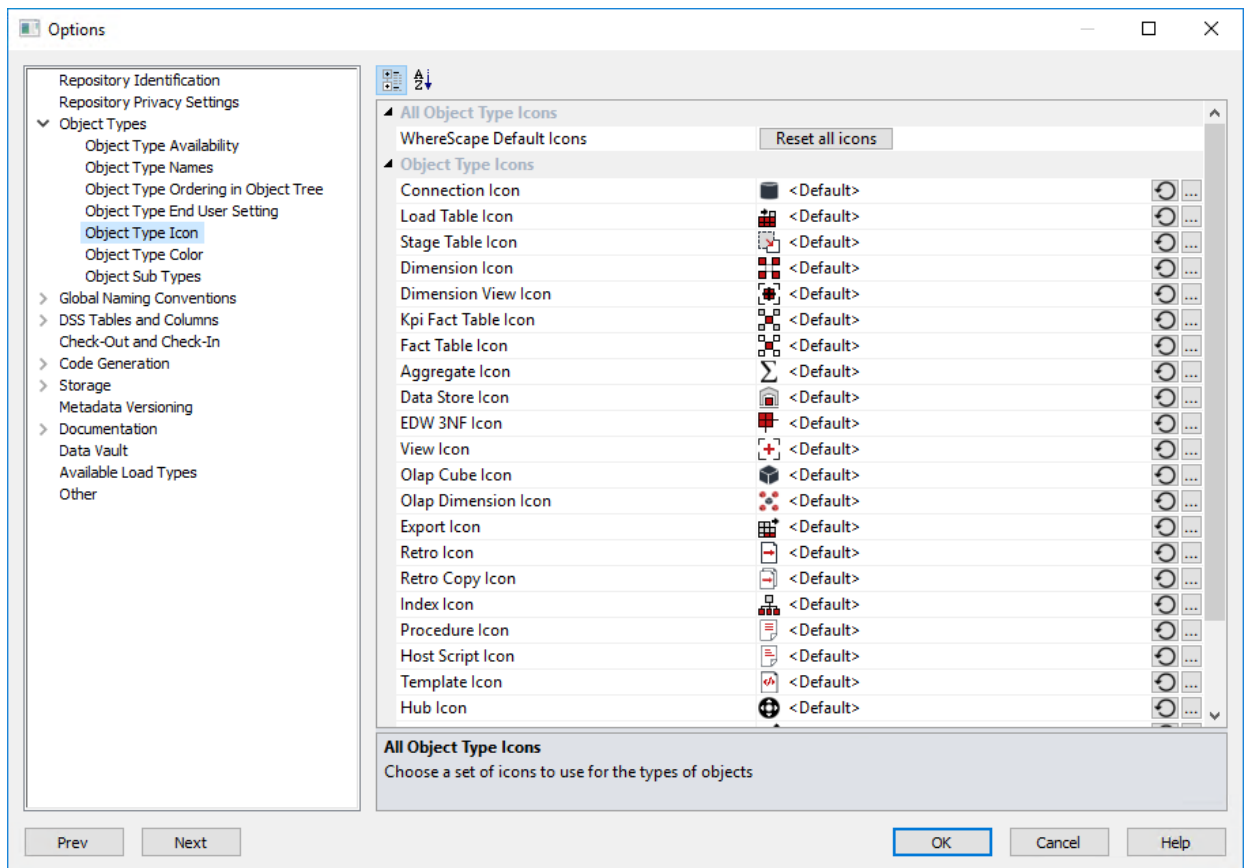 Options
Repository Identification
Repository Privacy Settings
Object Types
Object Type Availability
Object Type Names
Object Type Ordering in Object Tree
Object Type End User Setting
Object Type Icon
Object Type Color
Object Sub Types
Global Naming Conventions
DSS Tables and Columns
Check-Out and Check-In
Code Generation
Storage
Metadata Versioning
Documentation
Data Vault
Available Load Types
Other
All Object Type Icons
WhereScape Default Icons Reset all icons
Object Type Icons
Connection Icon <Default> ...
Load Table Icon <Default> ...
Stage Table Icon <Default> ...
Dimension Icon <Default> ...
Dimension View Icon <Default> ...
Kpi Fact Table Icon <Default> ...
Fact Table Icon <Default> ...
Aggregate Icon <Default> ...
Data Store Icon <Default> ...
EDW 3NF Icon <Default> ...
View Icon <Default> ...
Olap Cube Icon <Default> ...
Olap Dimension Icon <Default> ...
Export Icon <Default> ...
Retro Icon <Default> ...
Retro Copy Icon <Default> ...
Index Icon <Default> ...
Procedure Icon <Default> ...
Host Script Icon <Default> ...
Template Icon <Default> ...
Hub Icon <Default> ...
All Object Type Icons
Choose a set of icons to use for the types of objects
Prev Next OK Cancel Help